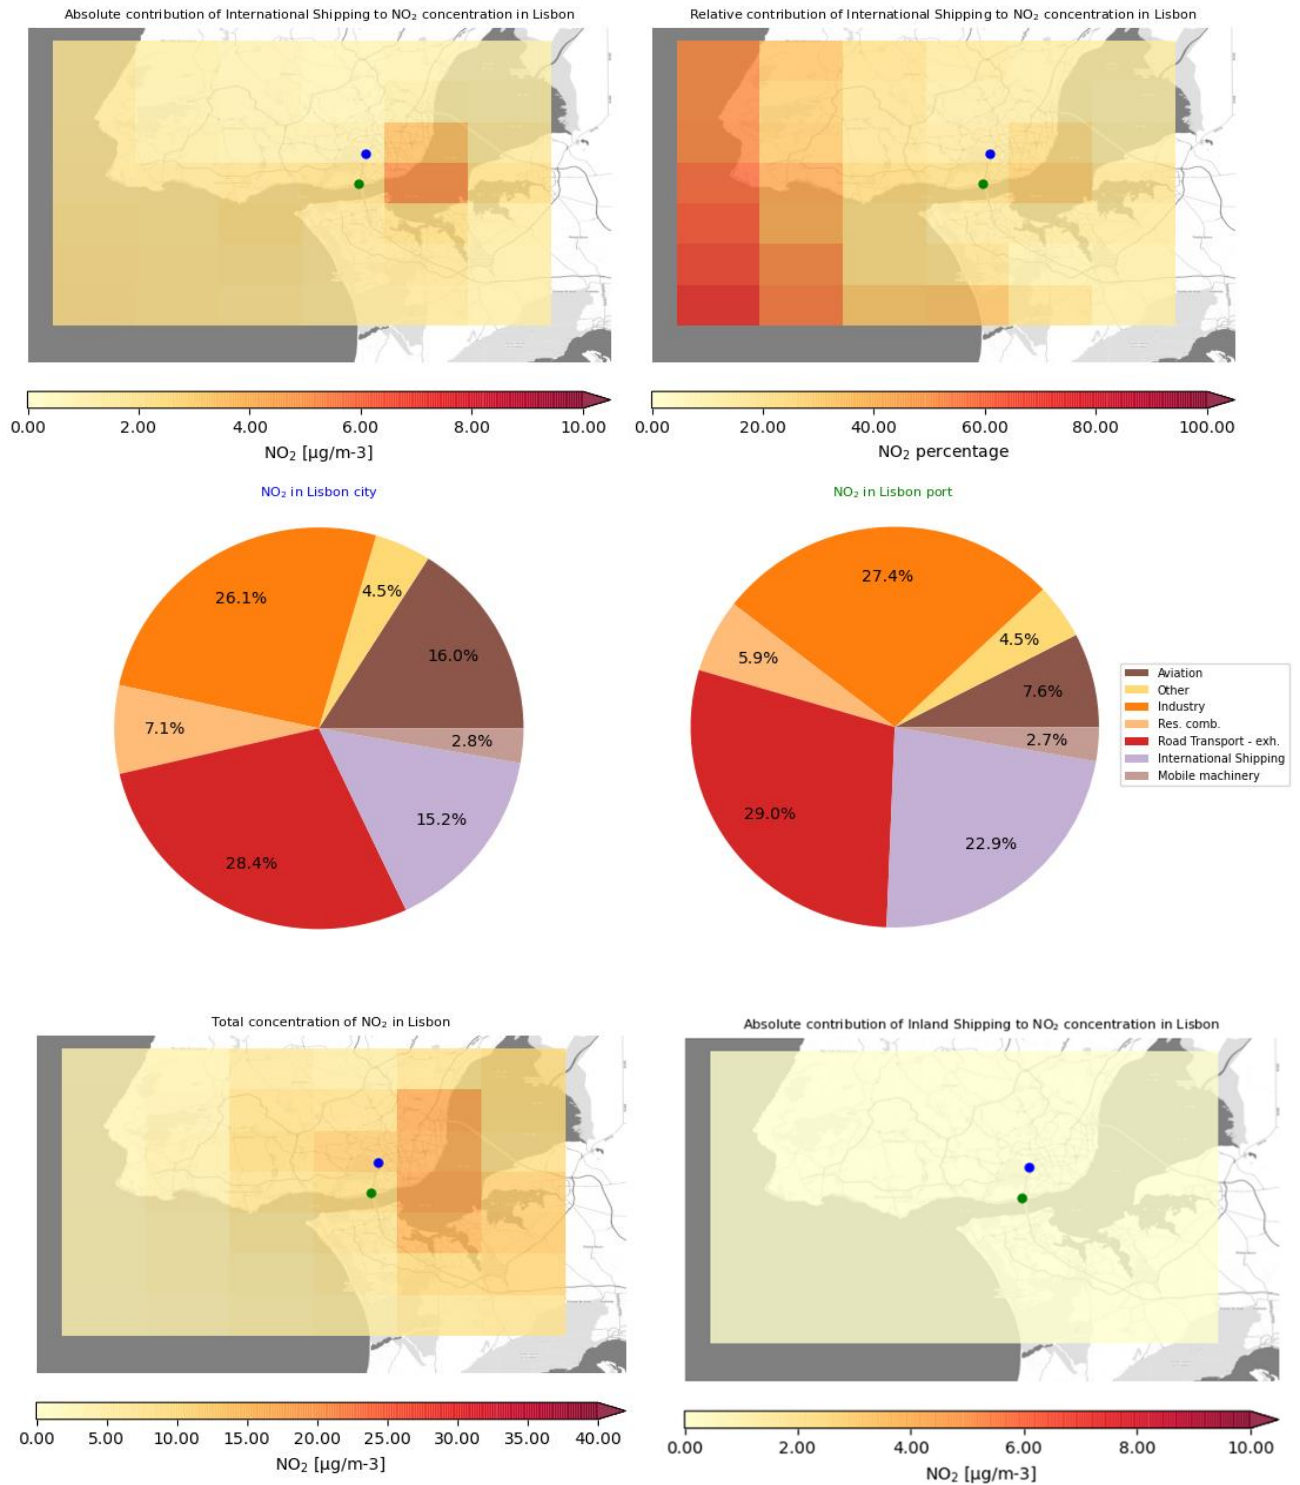 Absolute contribution of International Shipping to NO₂ concentration in Lisbon
Relative contribution of International Shipping to NO₂ concentration in Lisbon
0.00 2.00 4.00 6.00 8.00 10.00
NO₂ [μg/m-3]
0.00 20.00 40.00 60.00 80.00 100.00
NO₂ percentage
NO₂ in Lisbon city
26.1%
4.5%
16.0%
7.1%
2.8%
15.2%
28.4%
NO₂ in Lisbon port
27.4%
4.5%
5.9%
7.6%
2.7%
29.0%
22.9%
Aviation
Other
Industry
Res. comb.
Road Transport - exh.
International Shipping
Mobile machinery
Total concentration of NO₂ in Lisbon
0.00 5.00 10.00 15.00 20.00 25.00 30.00 35.00 40.00
NO₂ [μg/m-3]
Absolute contribution of Inland Shipping to NO₂ concentration in Lisbon
0.00 2.00 4.00 6.00 8.00 10.00
NO₂ [μg/m-3]